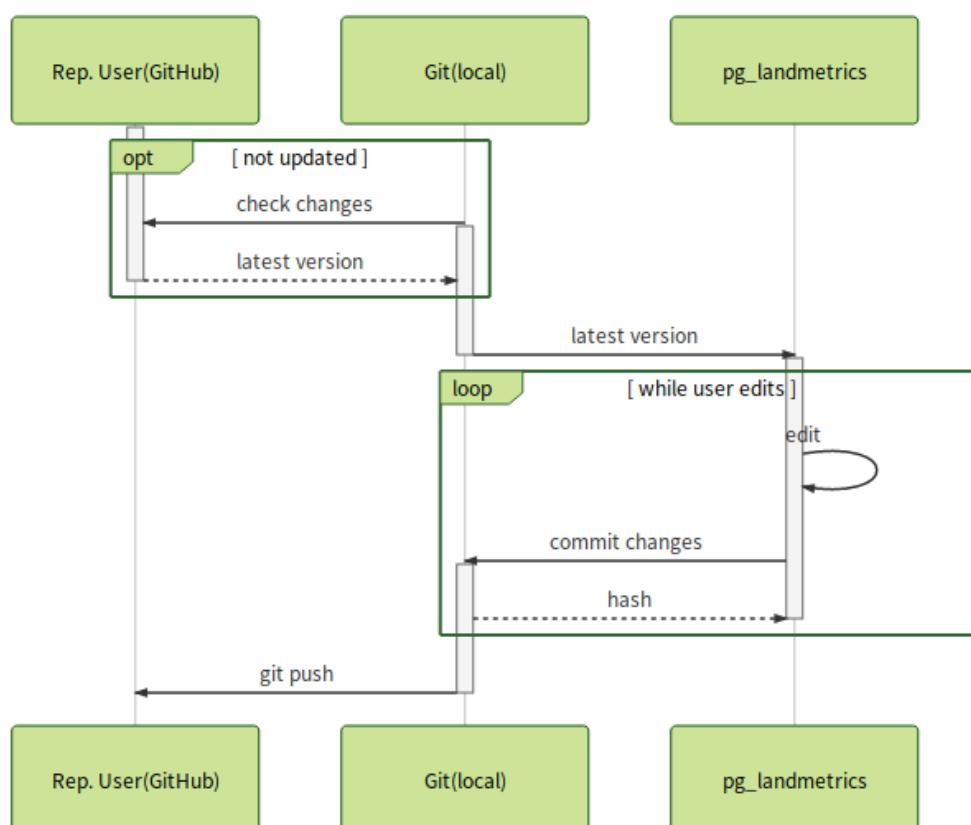 Rep. User(GitHub)
Git(local)
pg_landmetrics
opt
[ not updated ]
check changes
latest version
latest version
loop
[ while user edits ]
edit
commit changes
hash
git push
Rep. User(GitHub)
Git(local)
pg_landmetrics